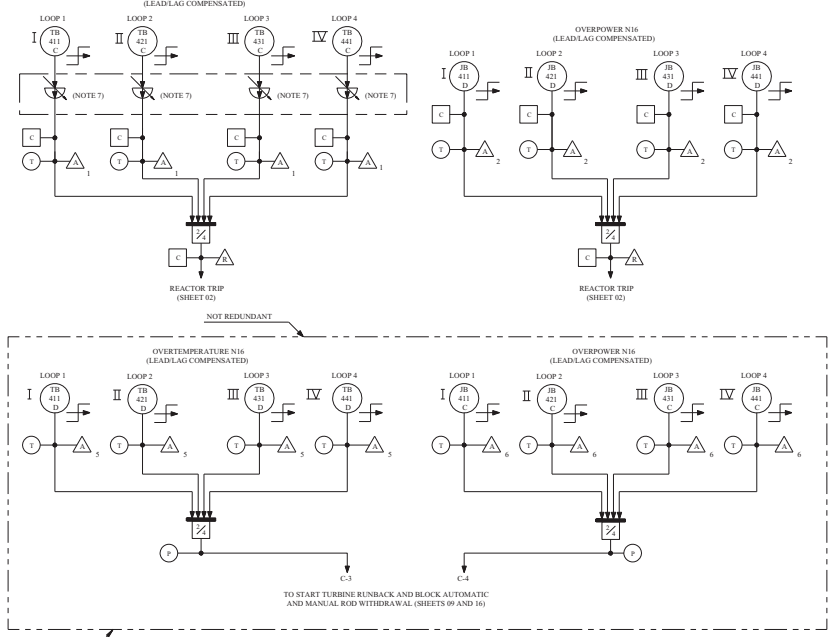 (LEAD/LAG COMPENSATED)
LOOP 1 LOOP 2 LOOP 3 LOOP 4
I TB 411 C
II TB 421 C
III TB 431 C
IV TB 441 C
(NOTE 7) (NOTE 7) (NOTE 7) (NOTE 7)
C C C C
T A 1 T A 1 T A 1 T A 1
2/4
C R
REACTOR TRIP
(SHEET 02)
OVERPOWER N16
(LEAD/LAG COMPENSATED)
LOOP 1 LOOP 2 LOOP 3 LOOP 4
I JB 411 D
II JB 421 D
III JB 431 D
IV JB 441 D
C C C C
T A 2 T A 2 T A 2 T A 2
2/4
C R
REACTOR TRIP
(SHEET 02)
NOT REDUNDANT
OVERTEMPERATURE N16
(LEAD/LAG COMPENSATED)
LOOP 1 LOOP 2 LOOP 3 LOOP 4
I TB 411 D
II TB 421 D
III TB 431 D
IV TB 441 D
T A 5 T A 5 T A 5 T A 5
2/4
P
C-3
OVERPOWER N16
(LEAD/LAG COMPENSATED)
LOOP 1 LOOP 2 LOOP 3 LOOP 4
I JB 411 C
II JB 421 C
III JB 431 C
IV JB 441 C
T A 6 T A 6 T A 6 T A 6
2/4
P
C-4
TO START TURBINE RUNBACK AND BLOCK AUTOMATIC
AND MANUAL ROD WITHDRAWAL (SHEETS 09 AND 16)